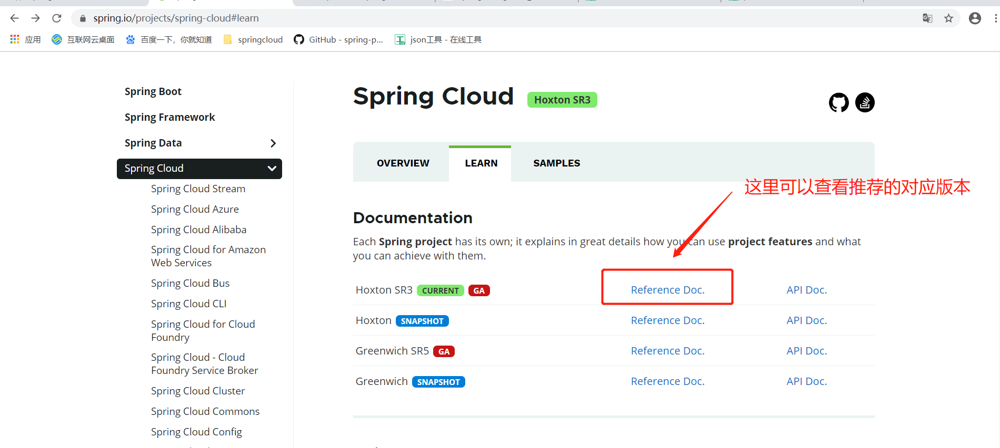 spring.io/projects/spring-cloud#learn
应用 互联网云桌面 百度一下，你就知道 springcloud GitHub - spring-p... json工具 - 在线工具
Spring Boot
Spring Framework
Spring Data
Spring Cloud
Spring Cloud Stream
Spring Cloud Azure
Spring Cloud Alibaba
Spring Cloud for Amazon
Web Services
Spring Cloud Bus
Spring Cloud CLI
Spring Cloud for Cloud
Foundry
Spring Cloud - Cloud
Foundry Service Broker
Spring Cloud Cluster
Spring Cloud Commons
Spring Cloud Config
Spring Cloud Hoxton SR3
OVERVIEW LEARN SAMPLES
这里可以查看推荐的对应版本
Documentation
Each Spring project has its own; it explains in great details how you can use project features and what
you can achieve with them.
Hoxton SR3 CURRENT GA Reference Doc. API Doc.
Hoxton SNAPSHOT Reference Doc. API Doc.
Greenwich SR5 GA Reference Doc. API Doc.
Greenwich SNAPSHOT Reference Doc. API Doc.